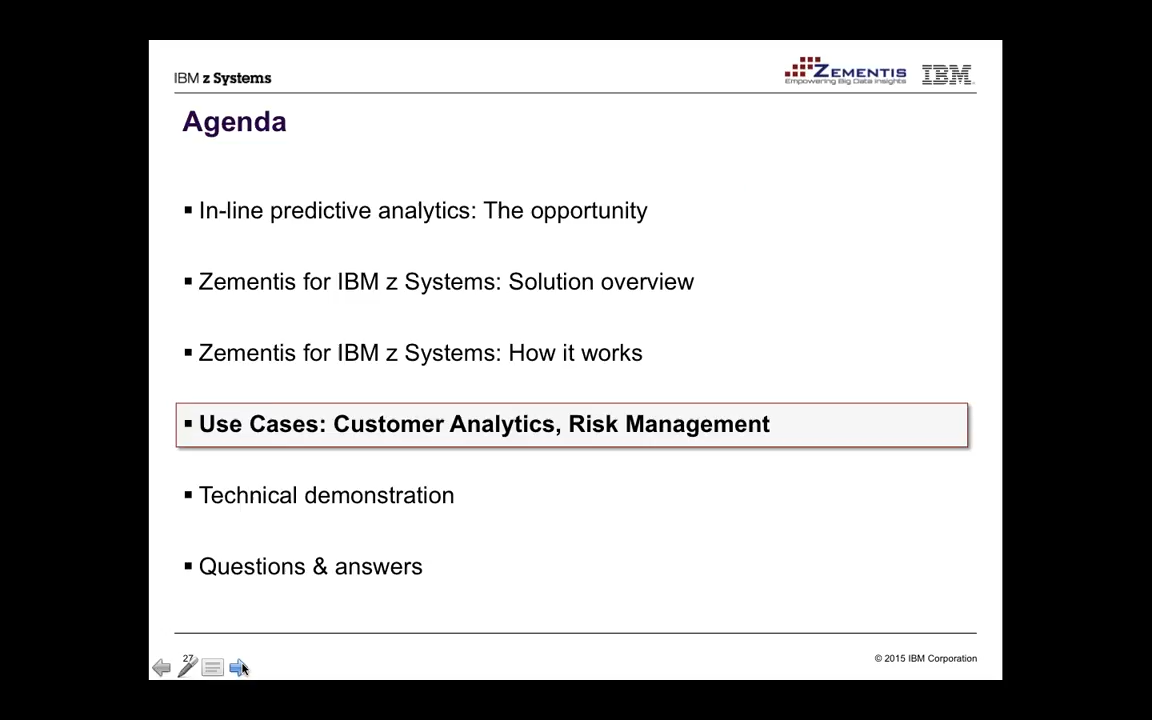 IBM z Systems
ZEMENTIS
Empowering Big Data Insights
IBM
Agenda
▪ In-line predictive analytics: The opportunity
▪ Zementis for IBM z Systems: Solution overview
▪ Zementis for IBM z Systems: How it works
▪ Use Cases: Customer Analytics, Risk Management
▪ Technical demonstration
▪ Questions & answers
27
© 2015 IBM Corporation